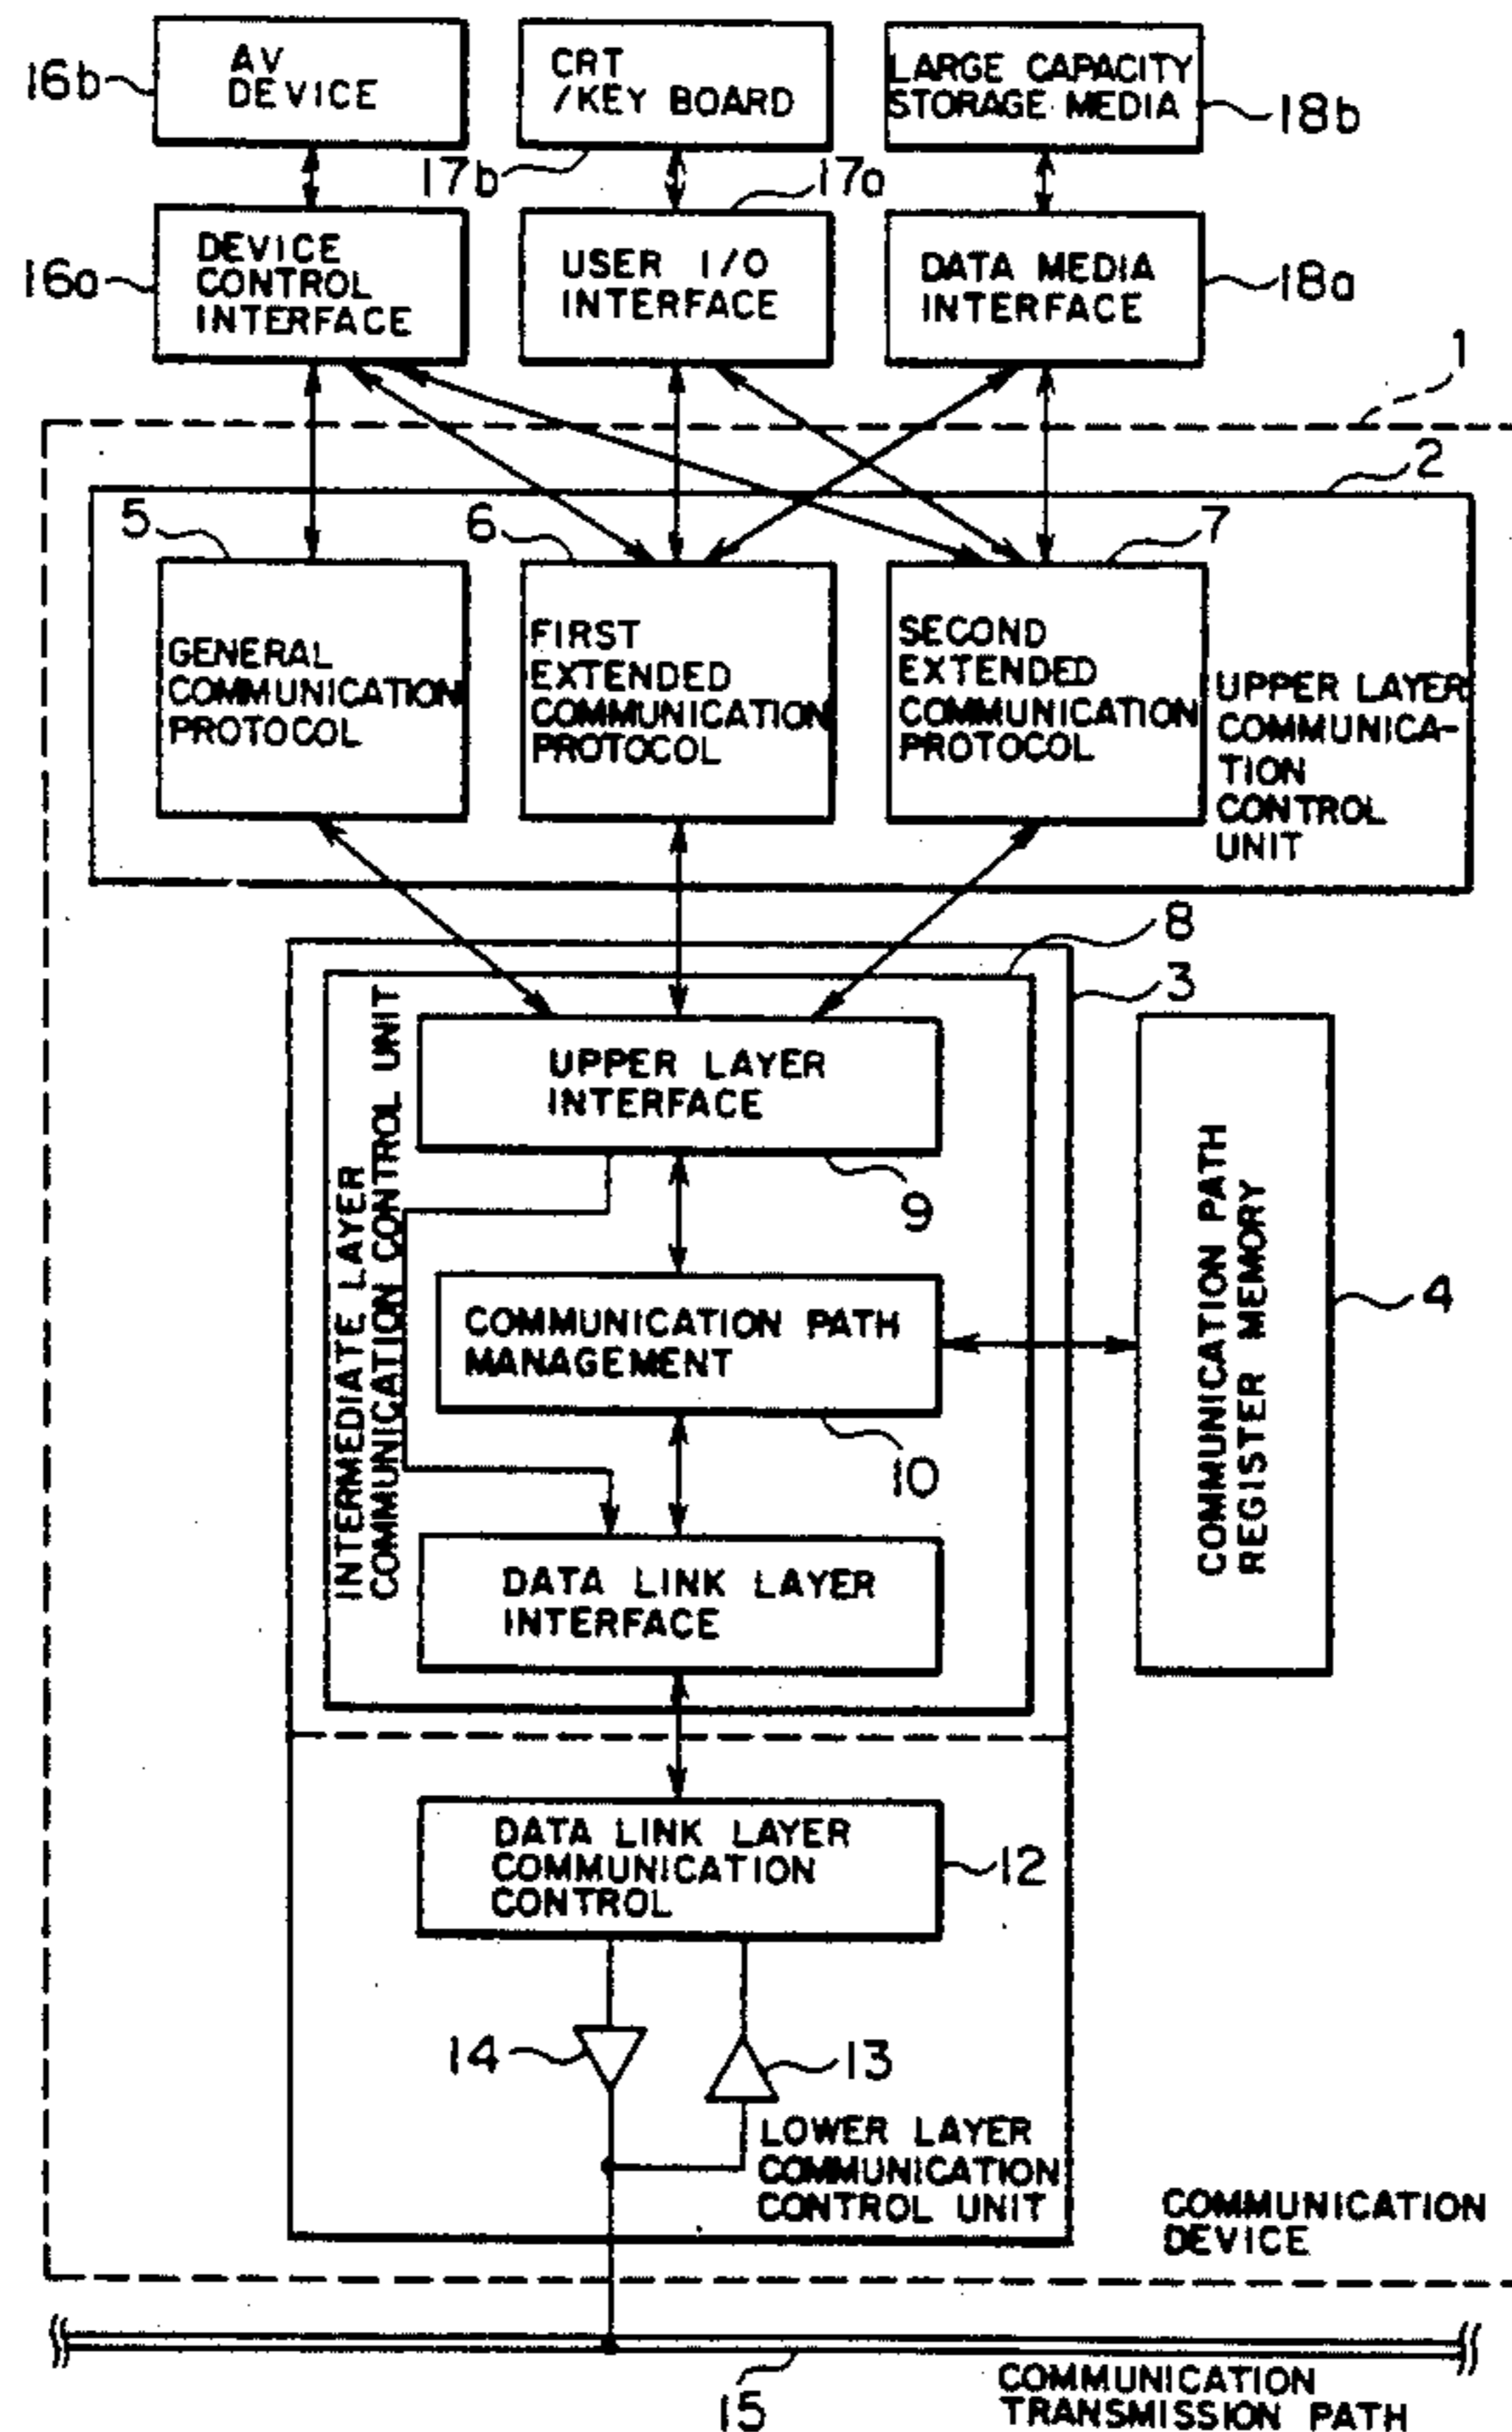 16b
AV
DEVICE
CRT
/KEY BOARD
LARGE CAPACITY
STORAGE MEDIA
18b
17b
17a
16a
DEVICE
CONTROL
INTERFACE
USER I/O
INTERFACE
DATA MEDIA
INTERFACE
18a
1
2
5
6
7
GENERAL
COMMUNICATION
PROTOCOL
FIRST
EXTENDED
COMMUNICATION
PROTOCOL
SECOND
EXTENDED
COMMUNICATION
PROTOCOL
UPPER LAYER
COMMUNICA-
TION
CONTROL
UNIT
8
3
INTERMEDIATE LAYER
COMMUNICATION CONTROL UNIT
UPPER LAYER
INTERFACE
9
COMMUNICATION PATH
MANAGEMENT
10
COMMUNICATION PATH
REGISTER MEMORY
4
DATA LINK LAYER
INTERFACE
DATA LINK LAYER
COMMUNICATION
CONTROL
12
14
13
LOWER LAYER
COMMUNICATION
CONTROL UNIT
COMMUNICATION
DEVICE
15
COMMUNICATION
TRANSMISSION PATH